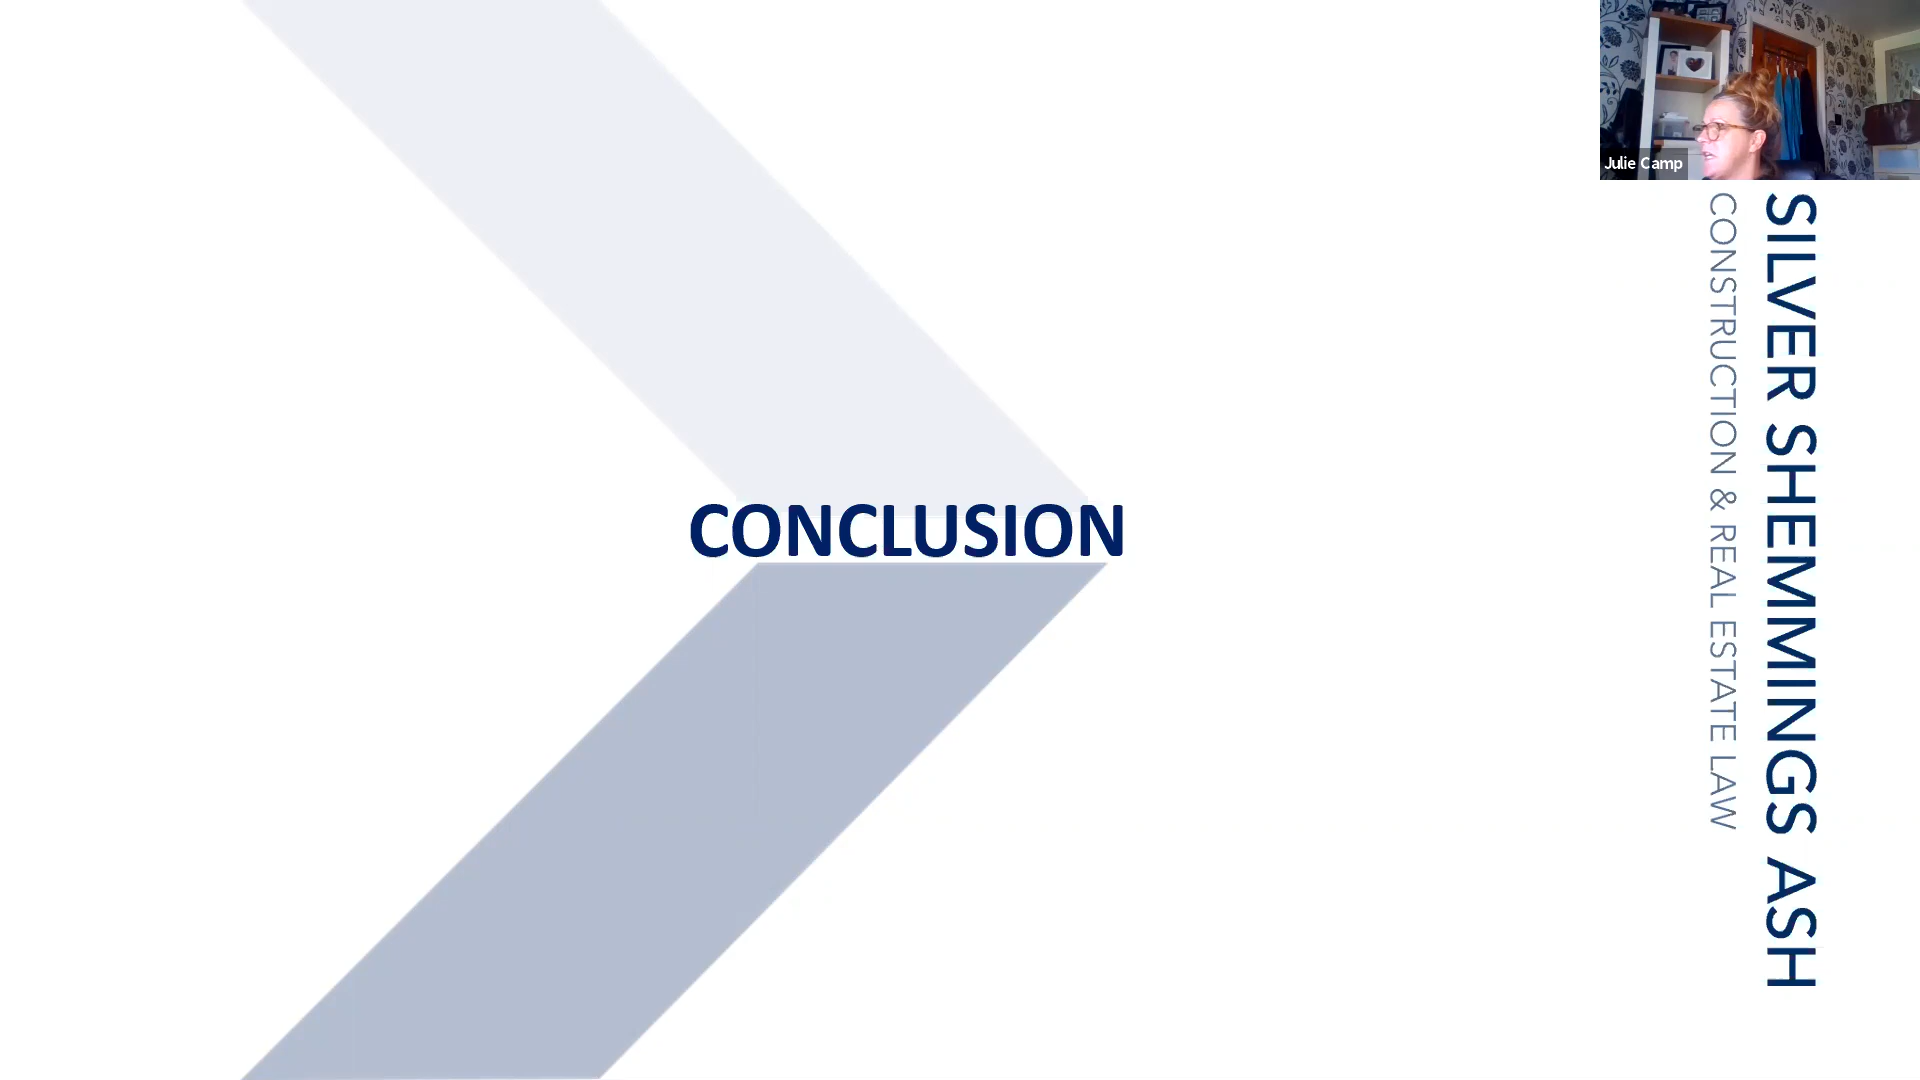 Julie Camp
CONCLUSION
SILVER SHEMMINGS ASH
CONSTRUCTION & REAL ESTATE LAW